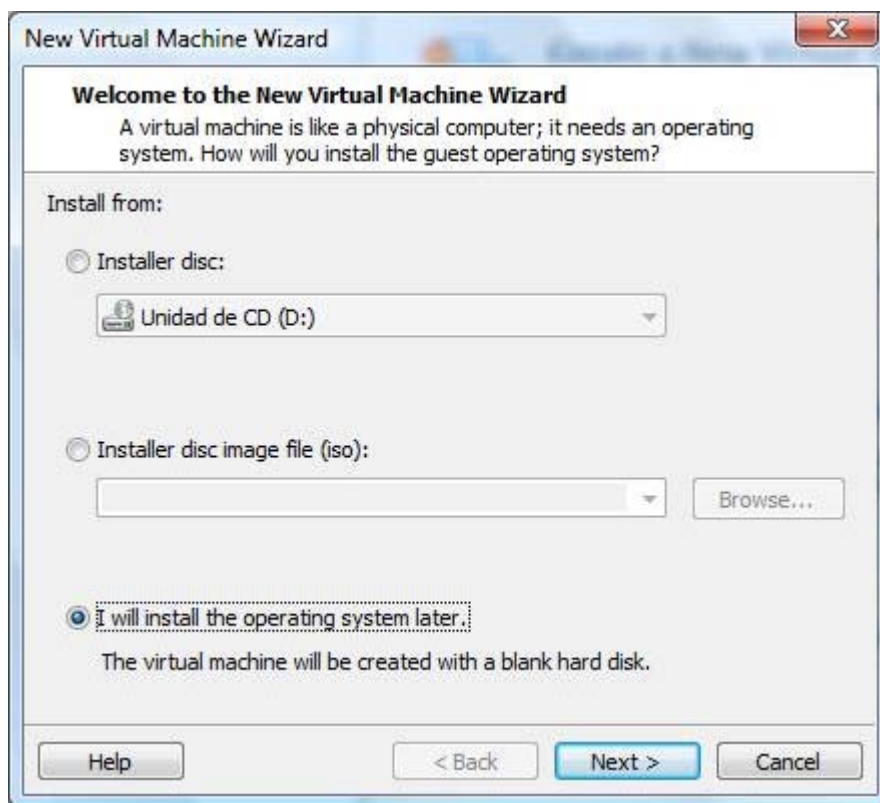 New Virtual Machine Wizard
Welcome to the New Virtual Machine Wizard
A virtual machine is like a physical computer; it needs an operating
system. How will you install the guest operating system?
Install from:
Installer disc:
Unidad de CD (D:)
Installer disc image file (iso):
Browse...
I will install the operating system later.
The virtual machine will be created with a blank hard disk.
Help
< Back
Next >
Cancel